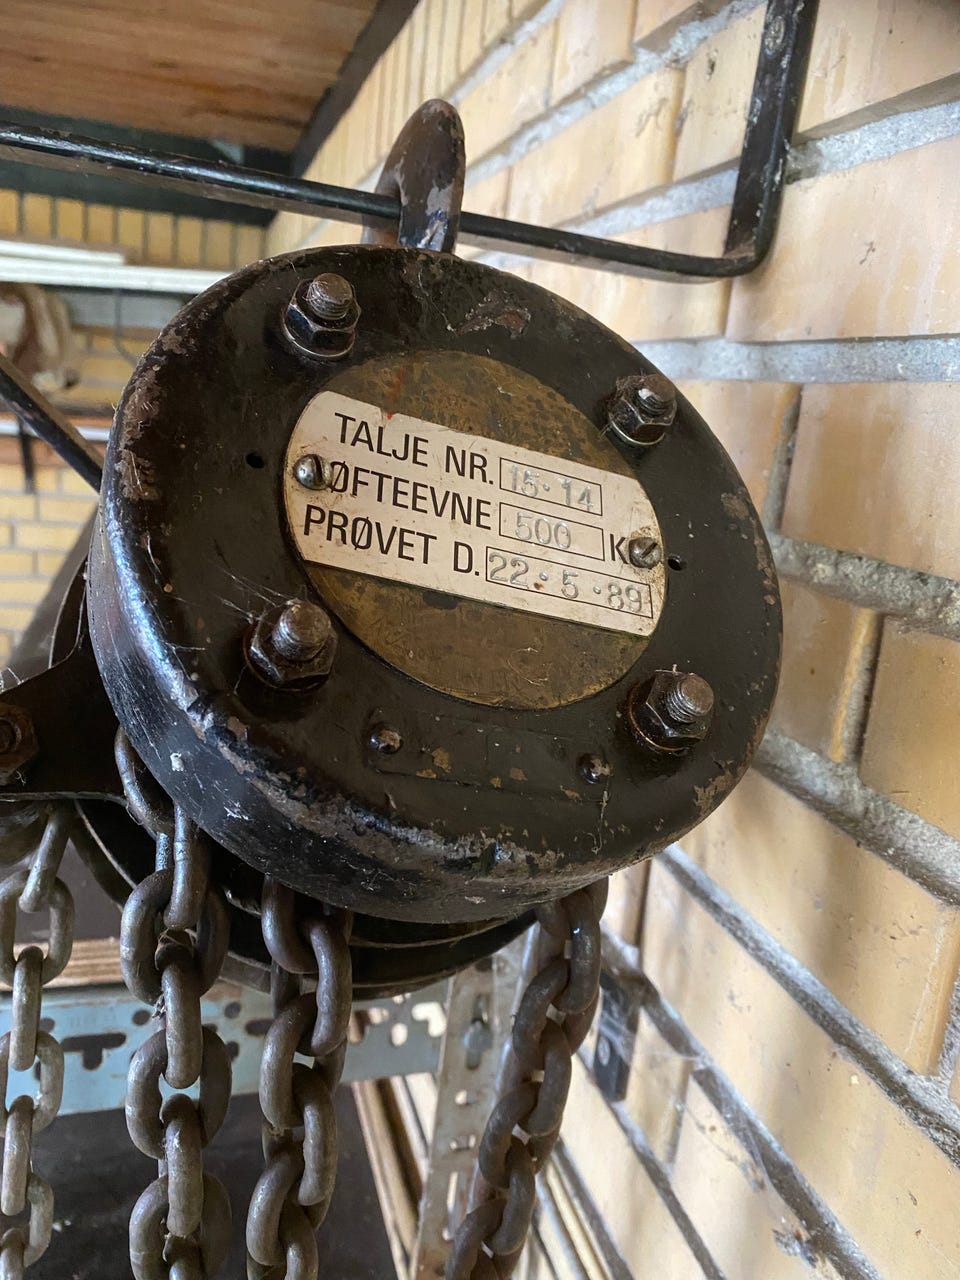 TALJE NR. 15·14
ØFTEEVNE 500 K
PRØVET D. 22·5·89